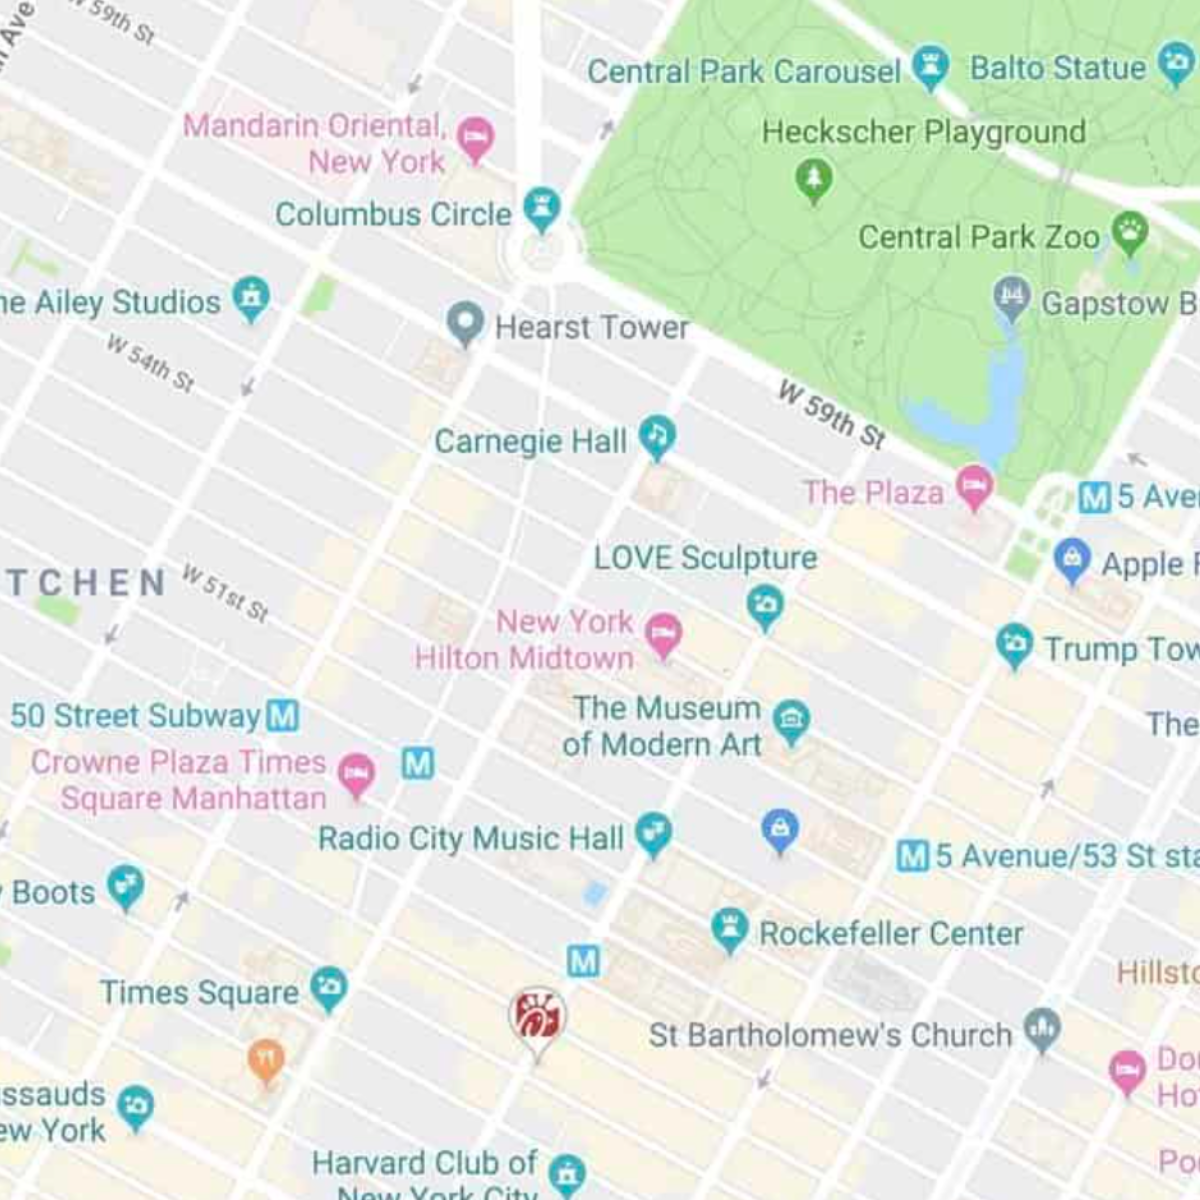 W 59th St
n Ave
Central Park Carousel
Balto Statue
Mandarin Oriental,
New York
Heckscher Playground
Columbus Circle
Central Park Zoo
ne Ailey Studios
Gapstow B
Hearst Tower
W 54th St
W 59th St
Carnegie Hall
The Plaza
M 5 Aver
LOVE Sculpture
Apple F
TCHEN
W 51st St
New York
Hilton Midtown
Trump Tow
50 Street Subway M
The Museum
of Modern Art
The
Crowne Plaza Times
Square Manhattan
M
Radio City Music Hall
M 5 Avenue/53 St sta
y Boots
Rockefeller Center
M
Times Square
Hillsto
St Bartholomew's Church
Dou
Ho
ssauds
ew York
Harvard Club of
New York City
Po